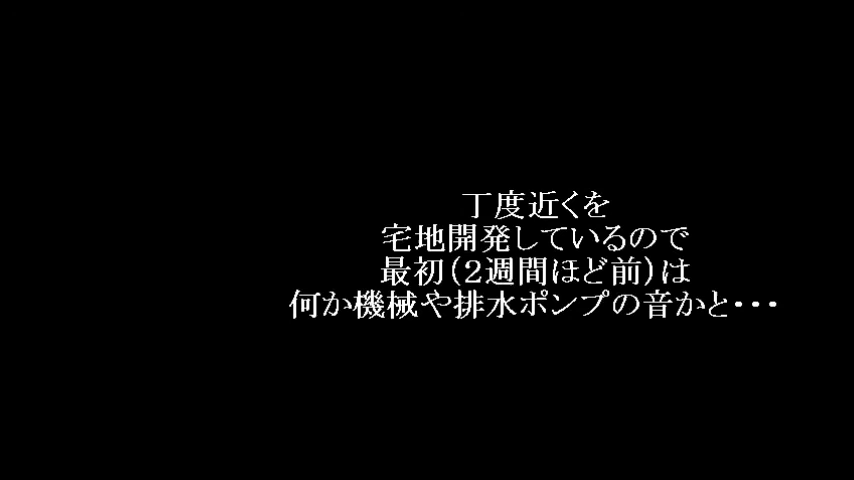 丁度近くを
宅地開発しているので
最初(2週間ほど前)は
何か機械や排水ポンプの音かと・・・